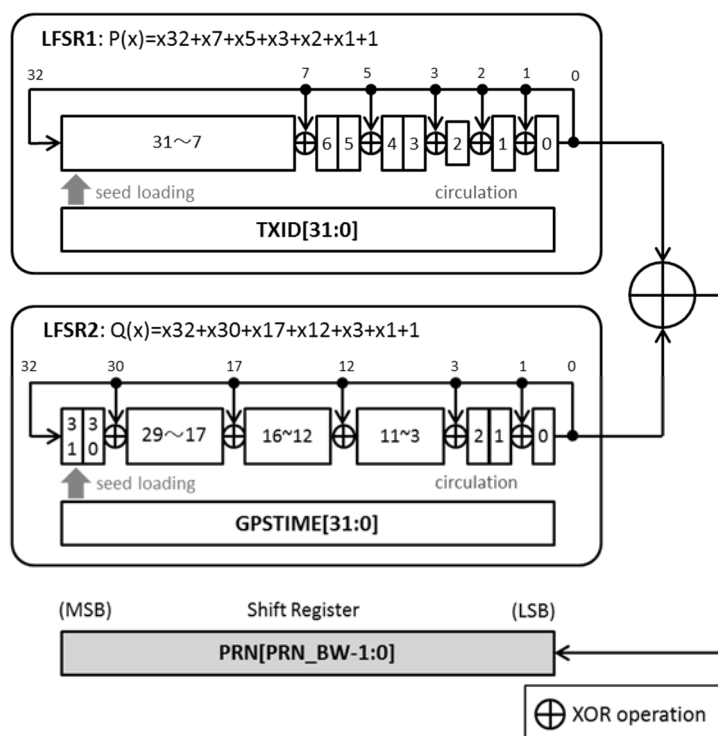 LFSR1: P(x)=x32+x7+x5+x3+x2+x1+1
32 7 5 3 2 1 0
31～7 6 5 4 3 2 1 0
seed loading circulation
TXID[31:0]
LFSR2: Q(x)=x32+x30+x17+x12+x3+x1+1
32 30 17 12 3 1 0
31 30 29～17 16~12 11~3 2 1 0
seed loading circulation
GPSTIME[31:0]
(MSB) Shift Register (LSB)
PRN[PRN_BW-1:0]
XOR operation